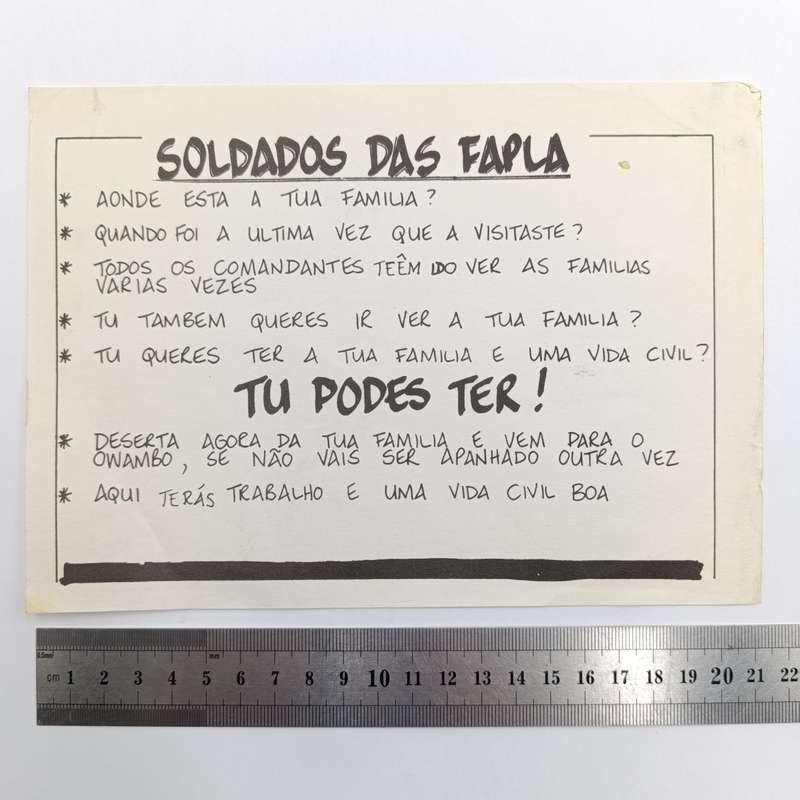 SOLDADOS DAS FAPLA
* AONDE ESTA A TUA FAMILIA?
* QUANDO FOI A ULTIMA VEZ QUE A VISITASTE?
* TODOS OS COMANDANTES TEÊM IDO VER AS FAMILIAS
VARIAS VEZES
* TU TAMBEM QUERES IR VER A TUA FAMILIA?
* TU QUERES TER A TUA FAMILIA E UMA VIDA CIVIL?
TU PODES TER!
* DESERTA AGORA DA TUA FAMILIA E VEM PARA O
OWAMBO, SE NÃO VAIS SER APANHADO OUTRA VEZ
* AQUI TERÁS TRABALHO E UMA VIDA CIVIL BOA
0.5mm mm
cm 1 2 3 4 5 6 7 8 9 10 11 12 13 14 15 16 17 18 19 20 21 22